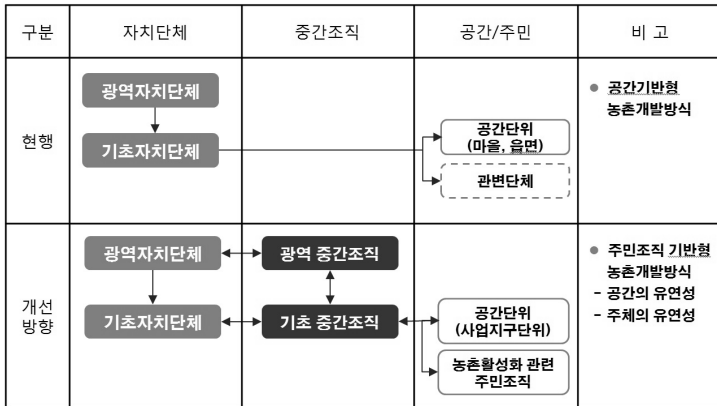 구분
자치단체
중간조직
공간/주민
비 고
현행
광역자치단체
기초자치단체
공간단위
(마을, 읍면)
관변단체
● 공간기반형
농촌개발방식
개선
방향
광역자치단체
광역 중간조직
기초자치단체
기초 중간조직
공간단위
(사업지구단위)
농촌활성화 관련
주민조직
● 주민조직 기반형
농촌개발방식
- 공간의 유연성
- 주체의 유연성